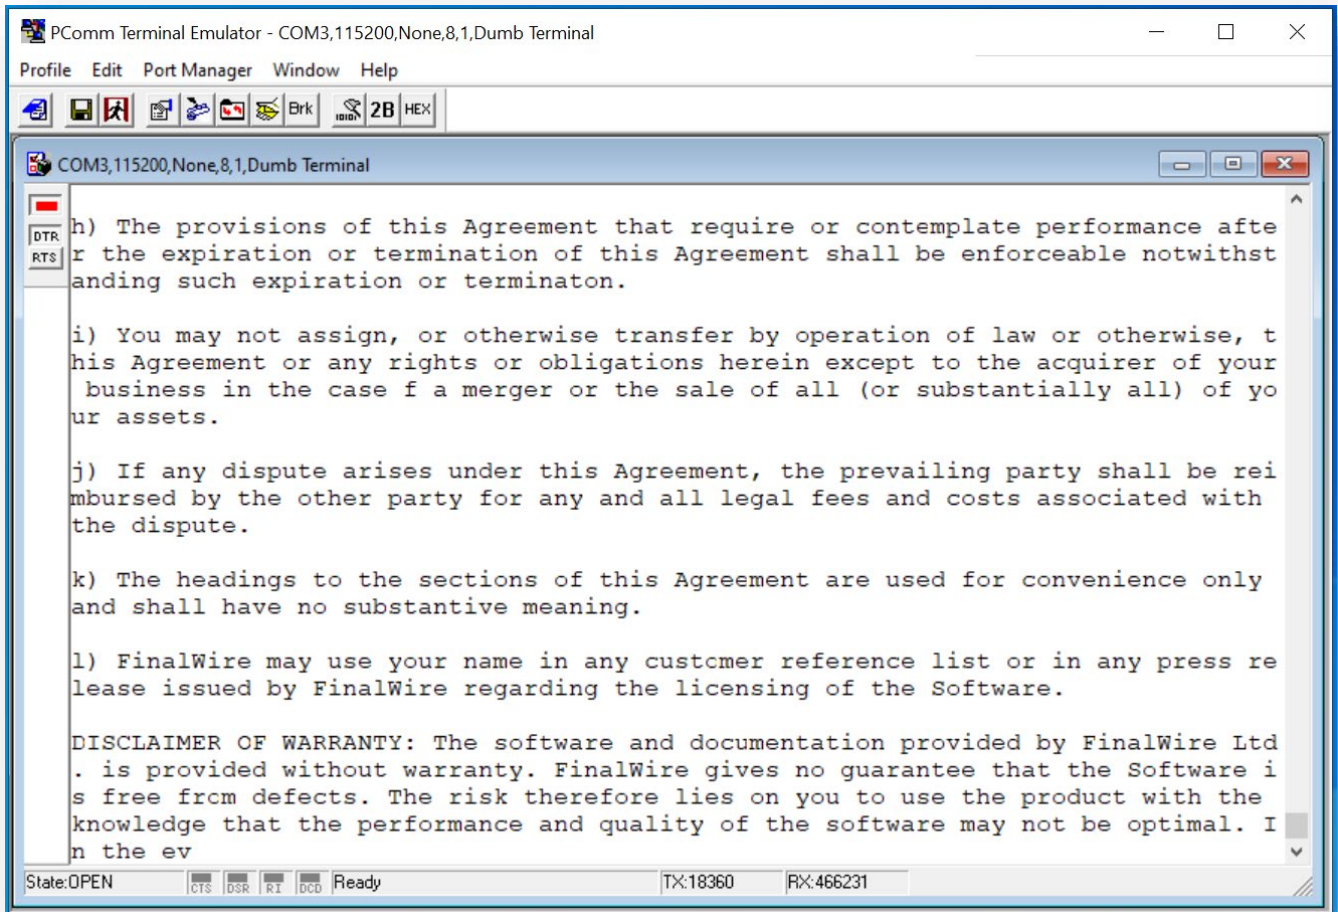 PComm Terminal Emulator - COM3,115200,None,8,1,Dumb Terminal
Profile Edit Port Manager Window Help
Brk 2B HEX
COM3,115200,None,8,1,Dumb Terminal
DTR
RTS
h) The provisions of this Agreement that require or contemplate performance afte
r the expiration or termination of this Agreement shall be enforceable notwithst
anding such expiration or terminaton.
i) You may not assign, or otherwise transfer by operation of law or otherwise, t
his Agreement or any rights or obligations herein except to the acquirer of your
business in the case f a merger or the sale of all (or substantially all) of yo
ur assets.
j) If any dispute arises under this Agreement, the prevailing party shall be rei
mbursed by the other party for any and all legal fees and costs associated with
the dispute.
k) The headings to the sections of this Agreement are used for convenience only
and shall have no substantive meaning.
l) FinalWire may use your name in any custcmer reference list or in any press re
lease issued by FinalWire regarding the licensing of the Software.
DISCLAIMER OF WARRANTY: The software and documentation provided by FinalWire Ltd
. is provided without warranty. FinalWire gives no guarantee that the Software i
s free frcm defects. The risk therefore lies on you to use the product with the
knowledge that the performance and quality of the software may not be optimal. I
n the ev
State:OPEN CTS DSR RI DCD Ready TX:18360 RX:466231